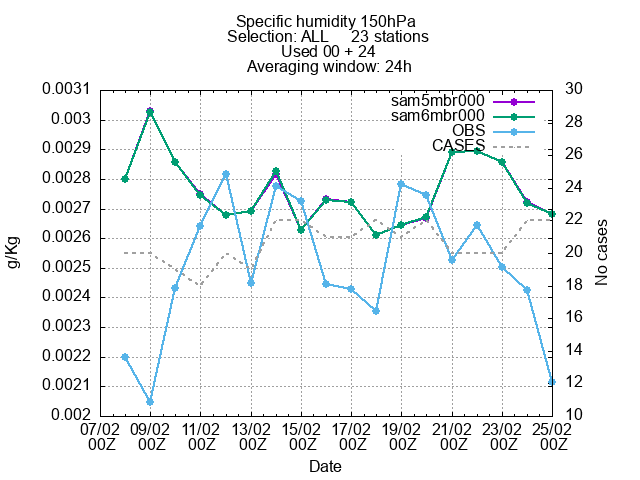 Specific humidity 150hPa
Selection: ALL 23 stations
Used 00 + 24
Averaging window: 24h
0.0031
0.003
0.0029
0.0028
0.0027
0.0026
0.0025
0.0024
0.0023
0.0022
0.0021
0.002
g/Kg
sam5mbr000
sam6mbr000
OBS
CASES
30
28
26
24
22
20
18
16
14
12
10
No cases
07/02 09/02 11/02 13/02 15/02 17/02 19/02 21/02 23/02 25/02
00Z 00Z 00Z 00Z 00Z 00Z 00Z 00Z 00Z 00Z
Date